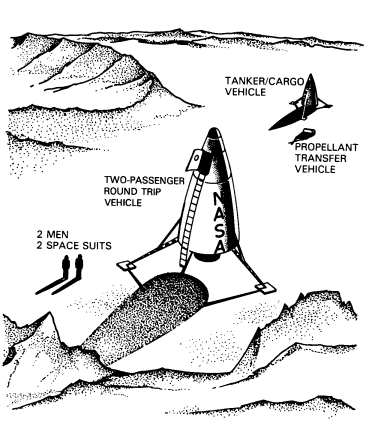 TANKER/CARGO
VEHICLE
PROPELLANT
TRANSFER
VEHICLE
TWO-PASSENGER
ROUND TRIP
VEHICLE
NASA
2 MEN
2 SPACE SUITS